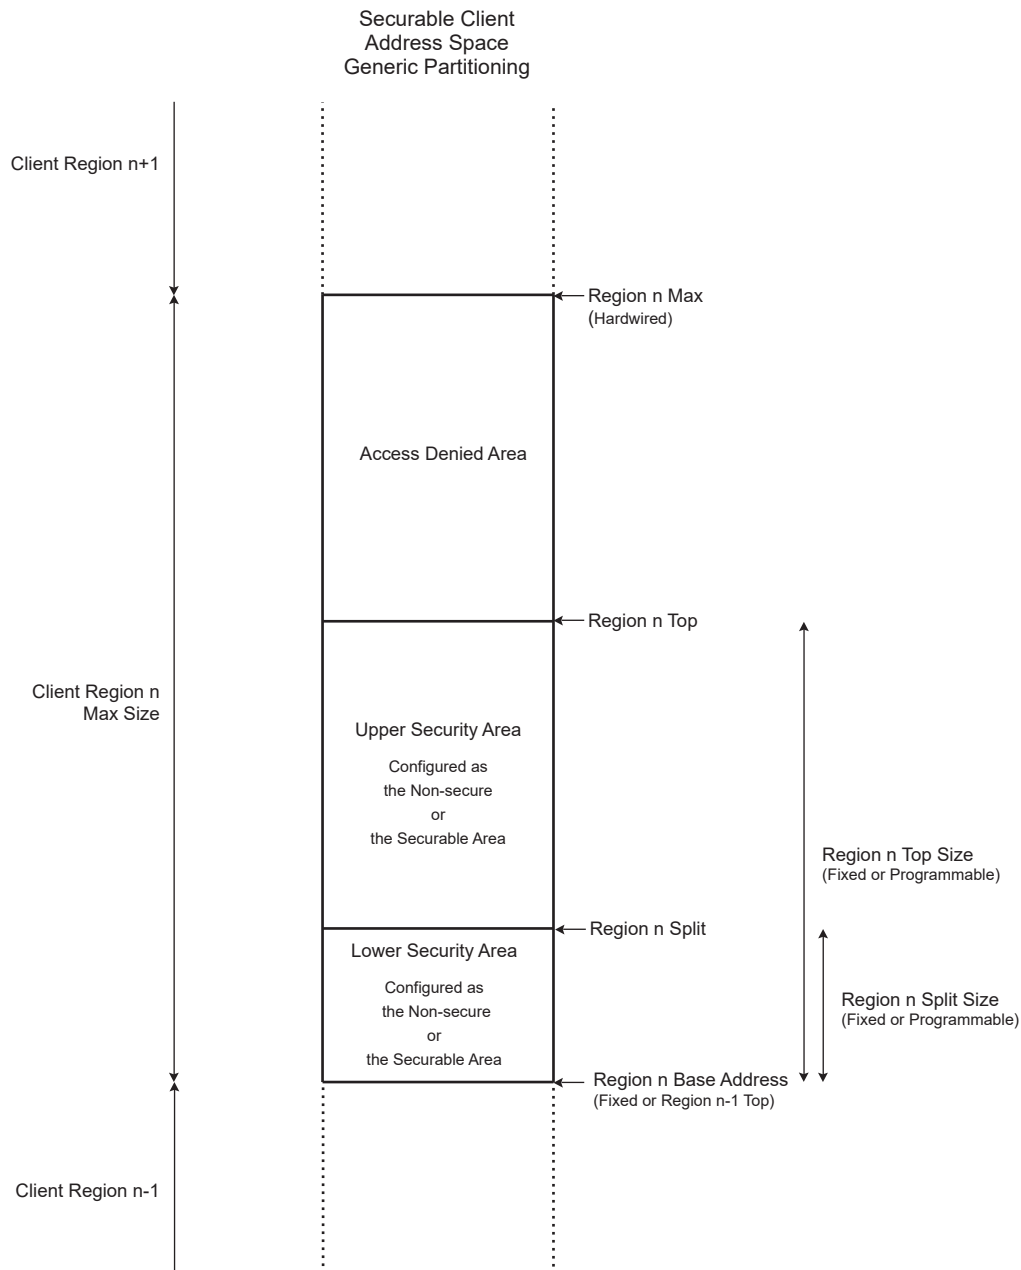 Securable Client
Address Space
Generic Partitioning
Client Region n+1
Region n Max
(Hardwired)
Access Denied Area
Region n Top
Client Region n
Max Size
Upper Security Area
Configured as
the Non-secure
or
the Securable Area
Region n Top Size
(Fixed or Programmable)
Region n Split
Lower Security Area
Configured as
the Non-secure
or
the Securable Area
Region n Split Size
(Fixed or Programmable)
Region n Base Address
(Fixed or Region n-1 Top)
Client Region n-1